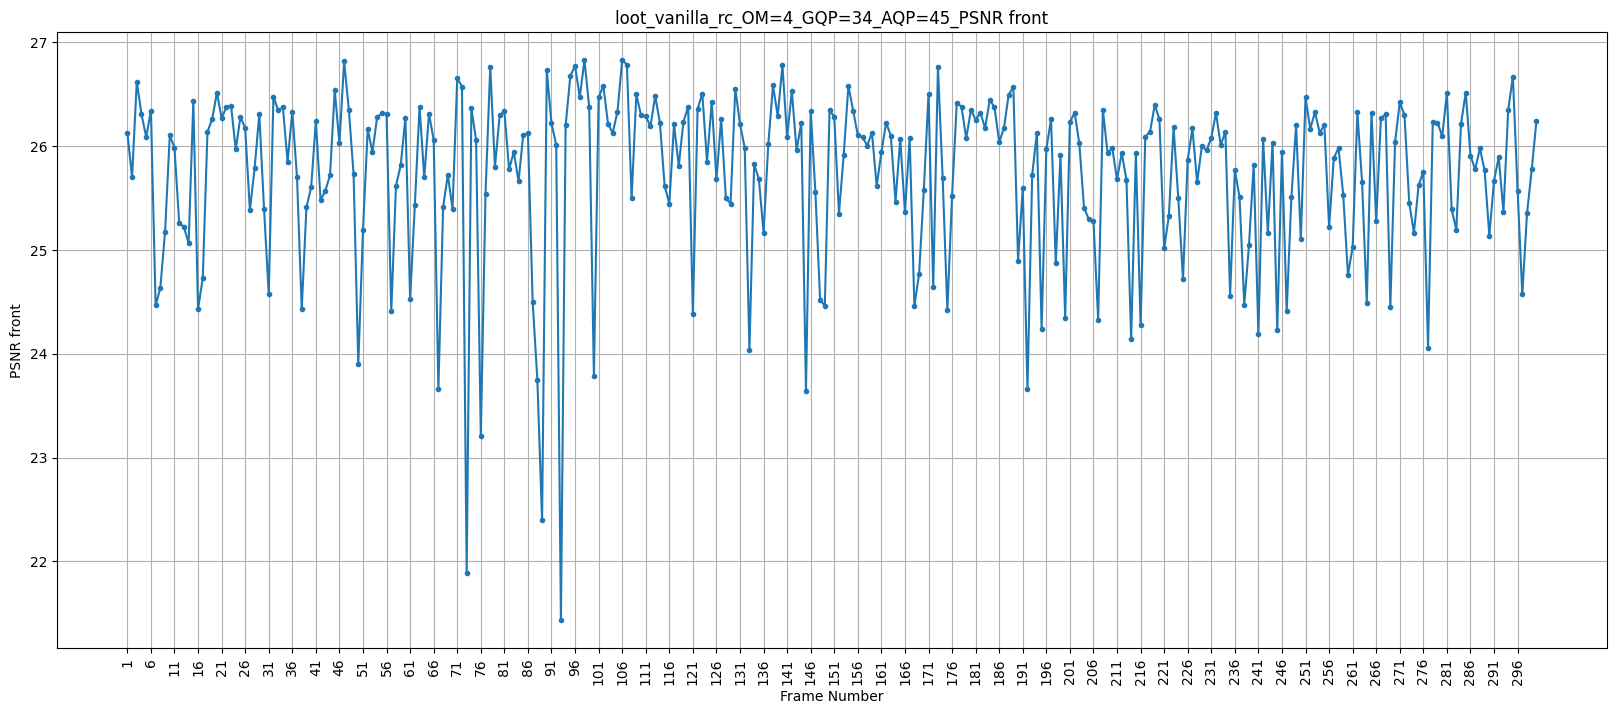 loot_vanilla_rc_OM=4_GQP=34_AQP=45_PSNR front
27
26
25
24
23
22
PSNR front
1 6 11 16 21 26 31 36 41 46 51 56 61 66 71 76 81 86 91 96 101 106 111 116 121 126 131 136 141 146 151 156 161 166 171 176 181 186 191 196 201 206 211 216 221 226 231 236 241 246 251 256 261 266 271 276 281 286 291 296
Frame Number